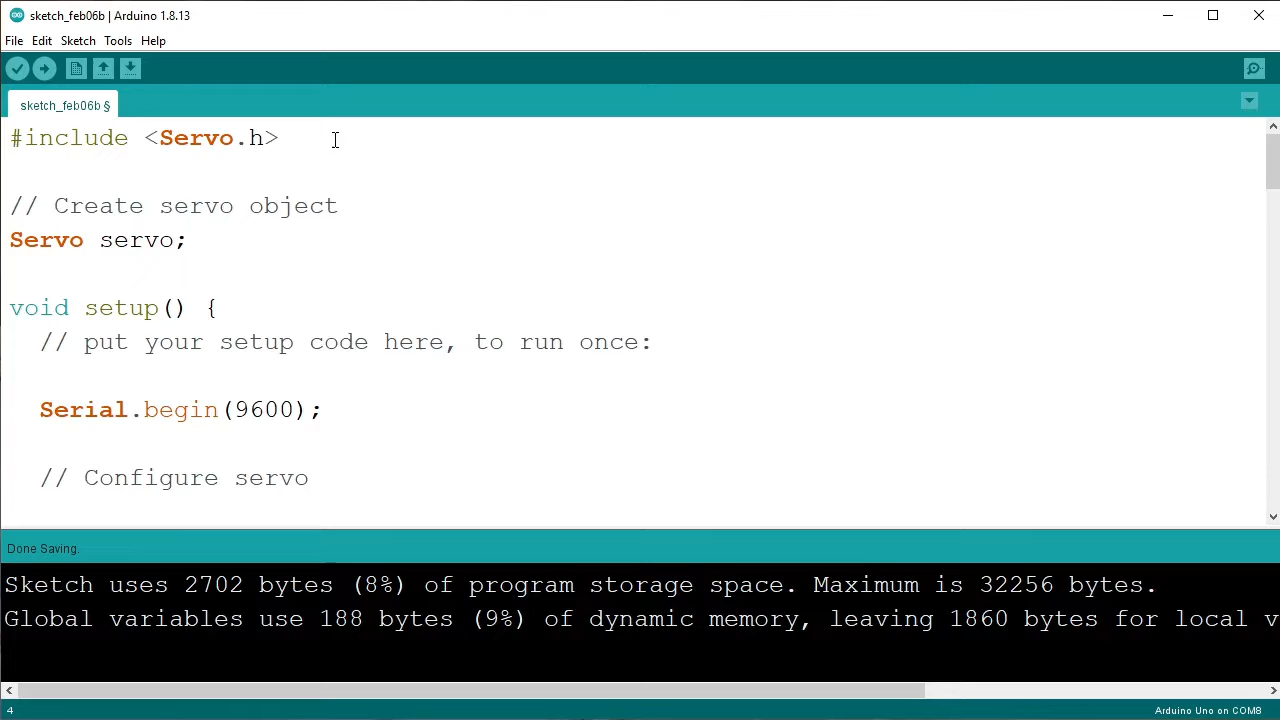 sketch_feb06b | Arduino 1.8.13
File Edit Sketch Tools Help
sketch_feb06b §
#include <Servo.h>
// Create servo object
Servo servo;
void setup() {
// put your setup code here, to run once:
Serial.begin(9600);
// Configure servo
Done Saving.
Sketch uses 2702 bytes (8%) of program storage space. Maximum is 32256 bytes.
Global variables use 188 bytes (9%) of dynamic memory, leaving 1860 bytes for local v
4
Arduino Uno on COM8